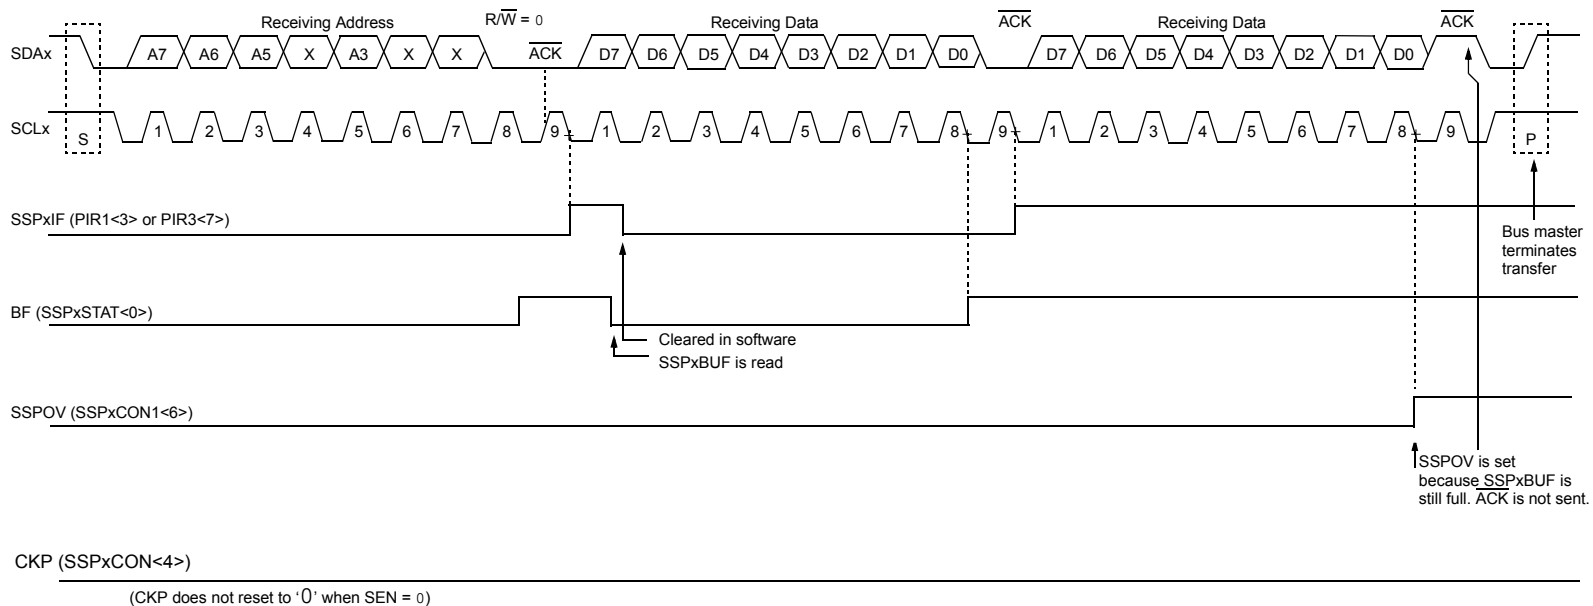 Receiving Address R/W = 0 Receiving Data ACK Receiving Data ACK
SDAx A7 A6 A5 X A3 X X ACK D7 D6 D5 D4 D3 D2 D1 D0 D7 D6 D5 D4 D3 D2 D1 D0
SCLx S 1 2 3 4 5 6 7 8 9 1 2 3 4 5 6 7 8 9 1 2 3 4 5 6 7 8 9 P
SSPxIF (PIR1<3> or PIR3<7>)
Bus master
terminates
transfer
BF (SSPxSTAT<0>)
Cleared in software
SSPxBUF is read
SSPOV (SSPxCON1<6>)
SSPOV is set
because SSPxBUF is
still full. ACK is not sent.
CKP (SSPxCON<4>)
(CKP does not reset to ‘0’ when SEN = 0)